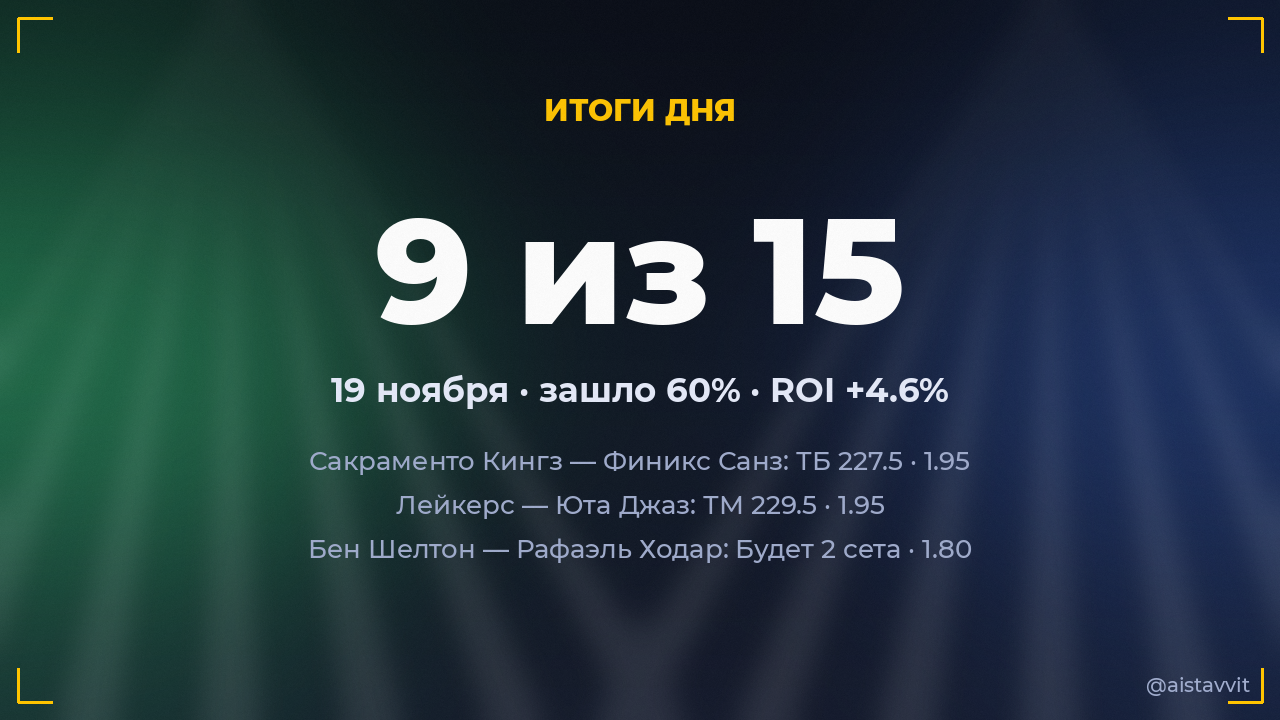 ИТОГИ ДНЯ
9 из 15
19 ноября · зашло 60% · ROI +4.6%
Сакраменто Кингз — Финикс Санз: ТБ 227.5 · 1.95
Лейкерс — Юта Джаз: ТМ 229.5 · 1.95
Бен Шелтон — Рафаэль Ходар: Будет 2 сета · 1.80
@aistavvit